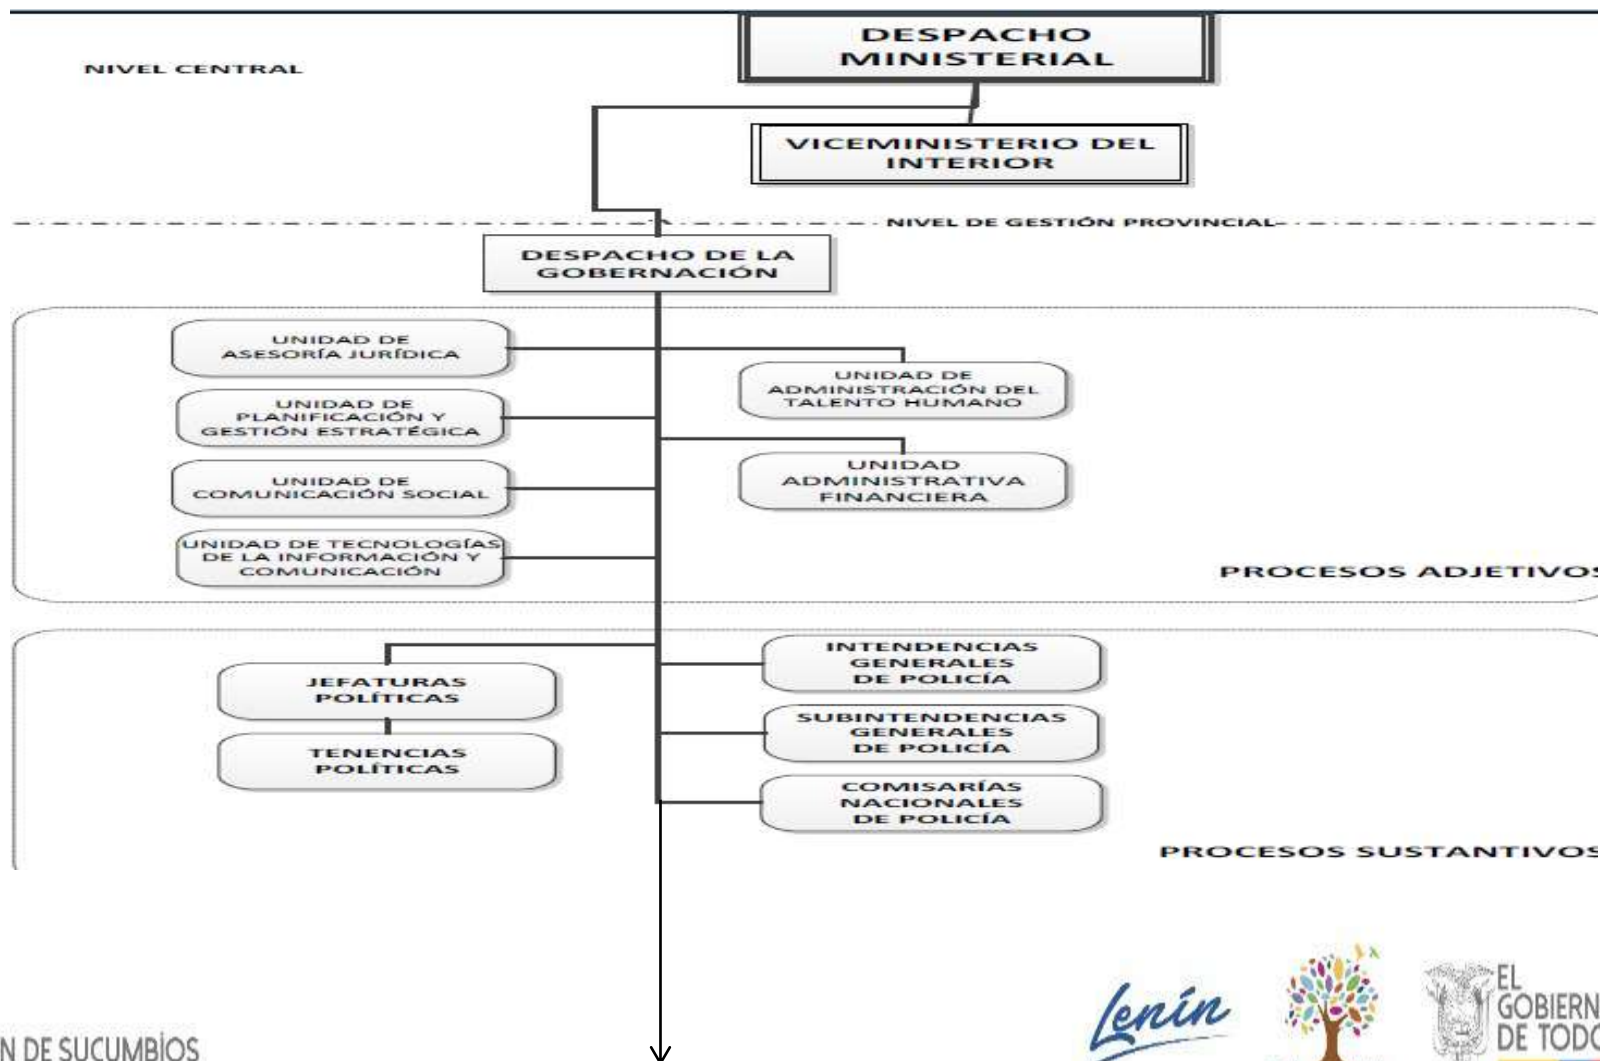 DESPACHO
MINISTERIAL
NIVEL CENTRAL
VICEMINISTERIO DEL
INTERIOR
NIVEL DE GESTIÓN PROVINCIAL
DESPACHO DE LA
GOBERNACIÓN
UNIDAD DE
ASESORÍA JURÍDICA
UNIDAD DE
ADMINISTRACIÓN DEL
TALENTO HUMANO
UNIDAD DE
PLANIFICACIÓN Y
GESTIÓN ESTRATÉGICA
UNIDAD
ADMINISTRATIVA
FINANCIERA
UNIDAD DE
COMUNICACIÓN SOCIAL
UNIDAD DE TECNOLOGÍAS
DE LA INFORMACIÓN Y
COMUNICACIÓN
PROCESOS ADJETIVOS
INTENDENCIAS
GENERALES
DE POLICÍA
JEFATURAS
POLÍTICAS
SUBINTENDENCIAS
GENERALES
DE POLICÍA
TENENCIAS
POLÍTICAS
COMISARÍAS
NACIONALES
DE POLICÍA
PROCESOS SUSTANTIVOS
Lenín
EL
GOBIERN
DE TODO
N DE SUCUMBÍOS